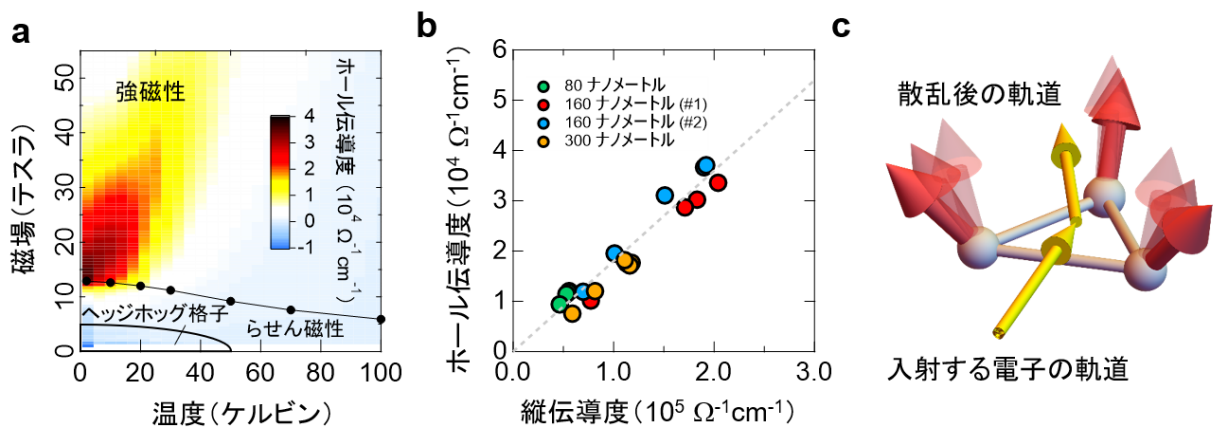 a
磁場(テスラ)
50
40
30
20
10
0
強磁性
ホール伝導度 (10⁴ Ω⁻¹ cm⁻¹)
4
3
2
1
0
-1
ヘッジホッグ格子
らせん磁性
0
20
40
60
80
100
温度(ケルビン)
b
ホール伝導度 (10⁴ Ω⁻¹cm⁻¹)
6
5
4
3
2
1
0
80 ナノメートル
160 ナノメートル (#1)
160 ナノメートル (#2)
300 ナノメートル
0.0
1.0
2.0
3.0
縦伝導度(10⁵ Ω⁻¹cm⁻¹)
c
散乱後の軌道
入射する電子の軌道